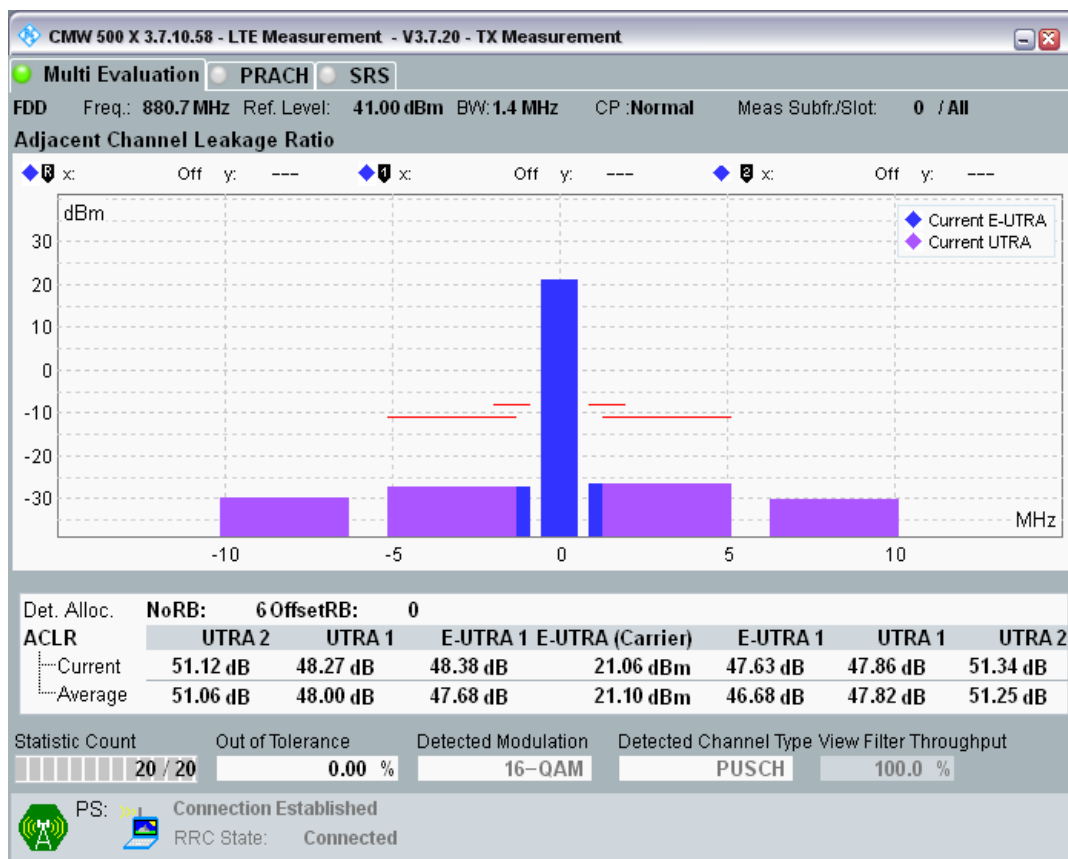 CMW 500 X 3.7.10.58 - LTE Measurement - V3.7.20 - TX Measurement
Multi Evaluation PRACH SRS
FDD Freq.: 880.7 MHz Ref. Level: 41.00 dBm BW: 1.4 MHz CP :Normal Meas Subfr./Slot: 0 / All
Adjacent Channel Leakage Ratio
R x: Off y: --- 1 x: Off y: --- 2 x: Off y: ---
dBm
Current E-UTRA
Current UTRA
30
20
10
0
-10
-20
-30
MHz
-10 -5 0 5 10
Det. Alloc. NoRB: 6 OffsetRB: 0
ACLR UTRA 2 UTRA 1 E-UTRA 1 E-UTRA (Carrier) E-UTRA 1 UTRA 1 UTRA 2
Current 51.12 dB 48.27 dB 48.38 dB 21.06 dBm 47.63 dB 47.86 dB 51.34 dB
Average 51.06 dB 48.00 dB 47.68 dB 21.10 dBm 46.68 dB 47.82 dB 51.25 dB
Statistic Count Out of Tolerance Detected Modulation Detected Channel Type View Filter Throughput
20 / 20 0.00 % 16-QAM PUSCH 100.0 %
PS: Connection Established
RRC State: Connected